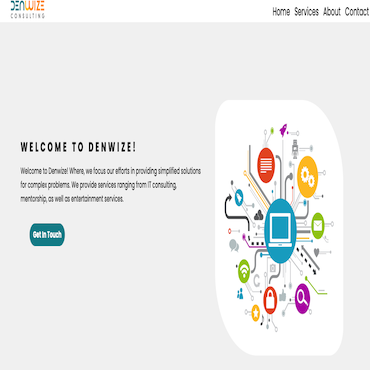 DENWIZE
CONSULTING
Home Services About Contact
WELCOME TO DENWIZE!
Welcome to Denwize! Where, we focus our efforts in providing simplified solutions
for complex problems. We provide services ranging from IT consulting,
mentorship, as well as entertainment services.
Get In Touch